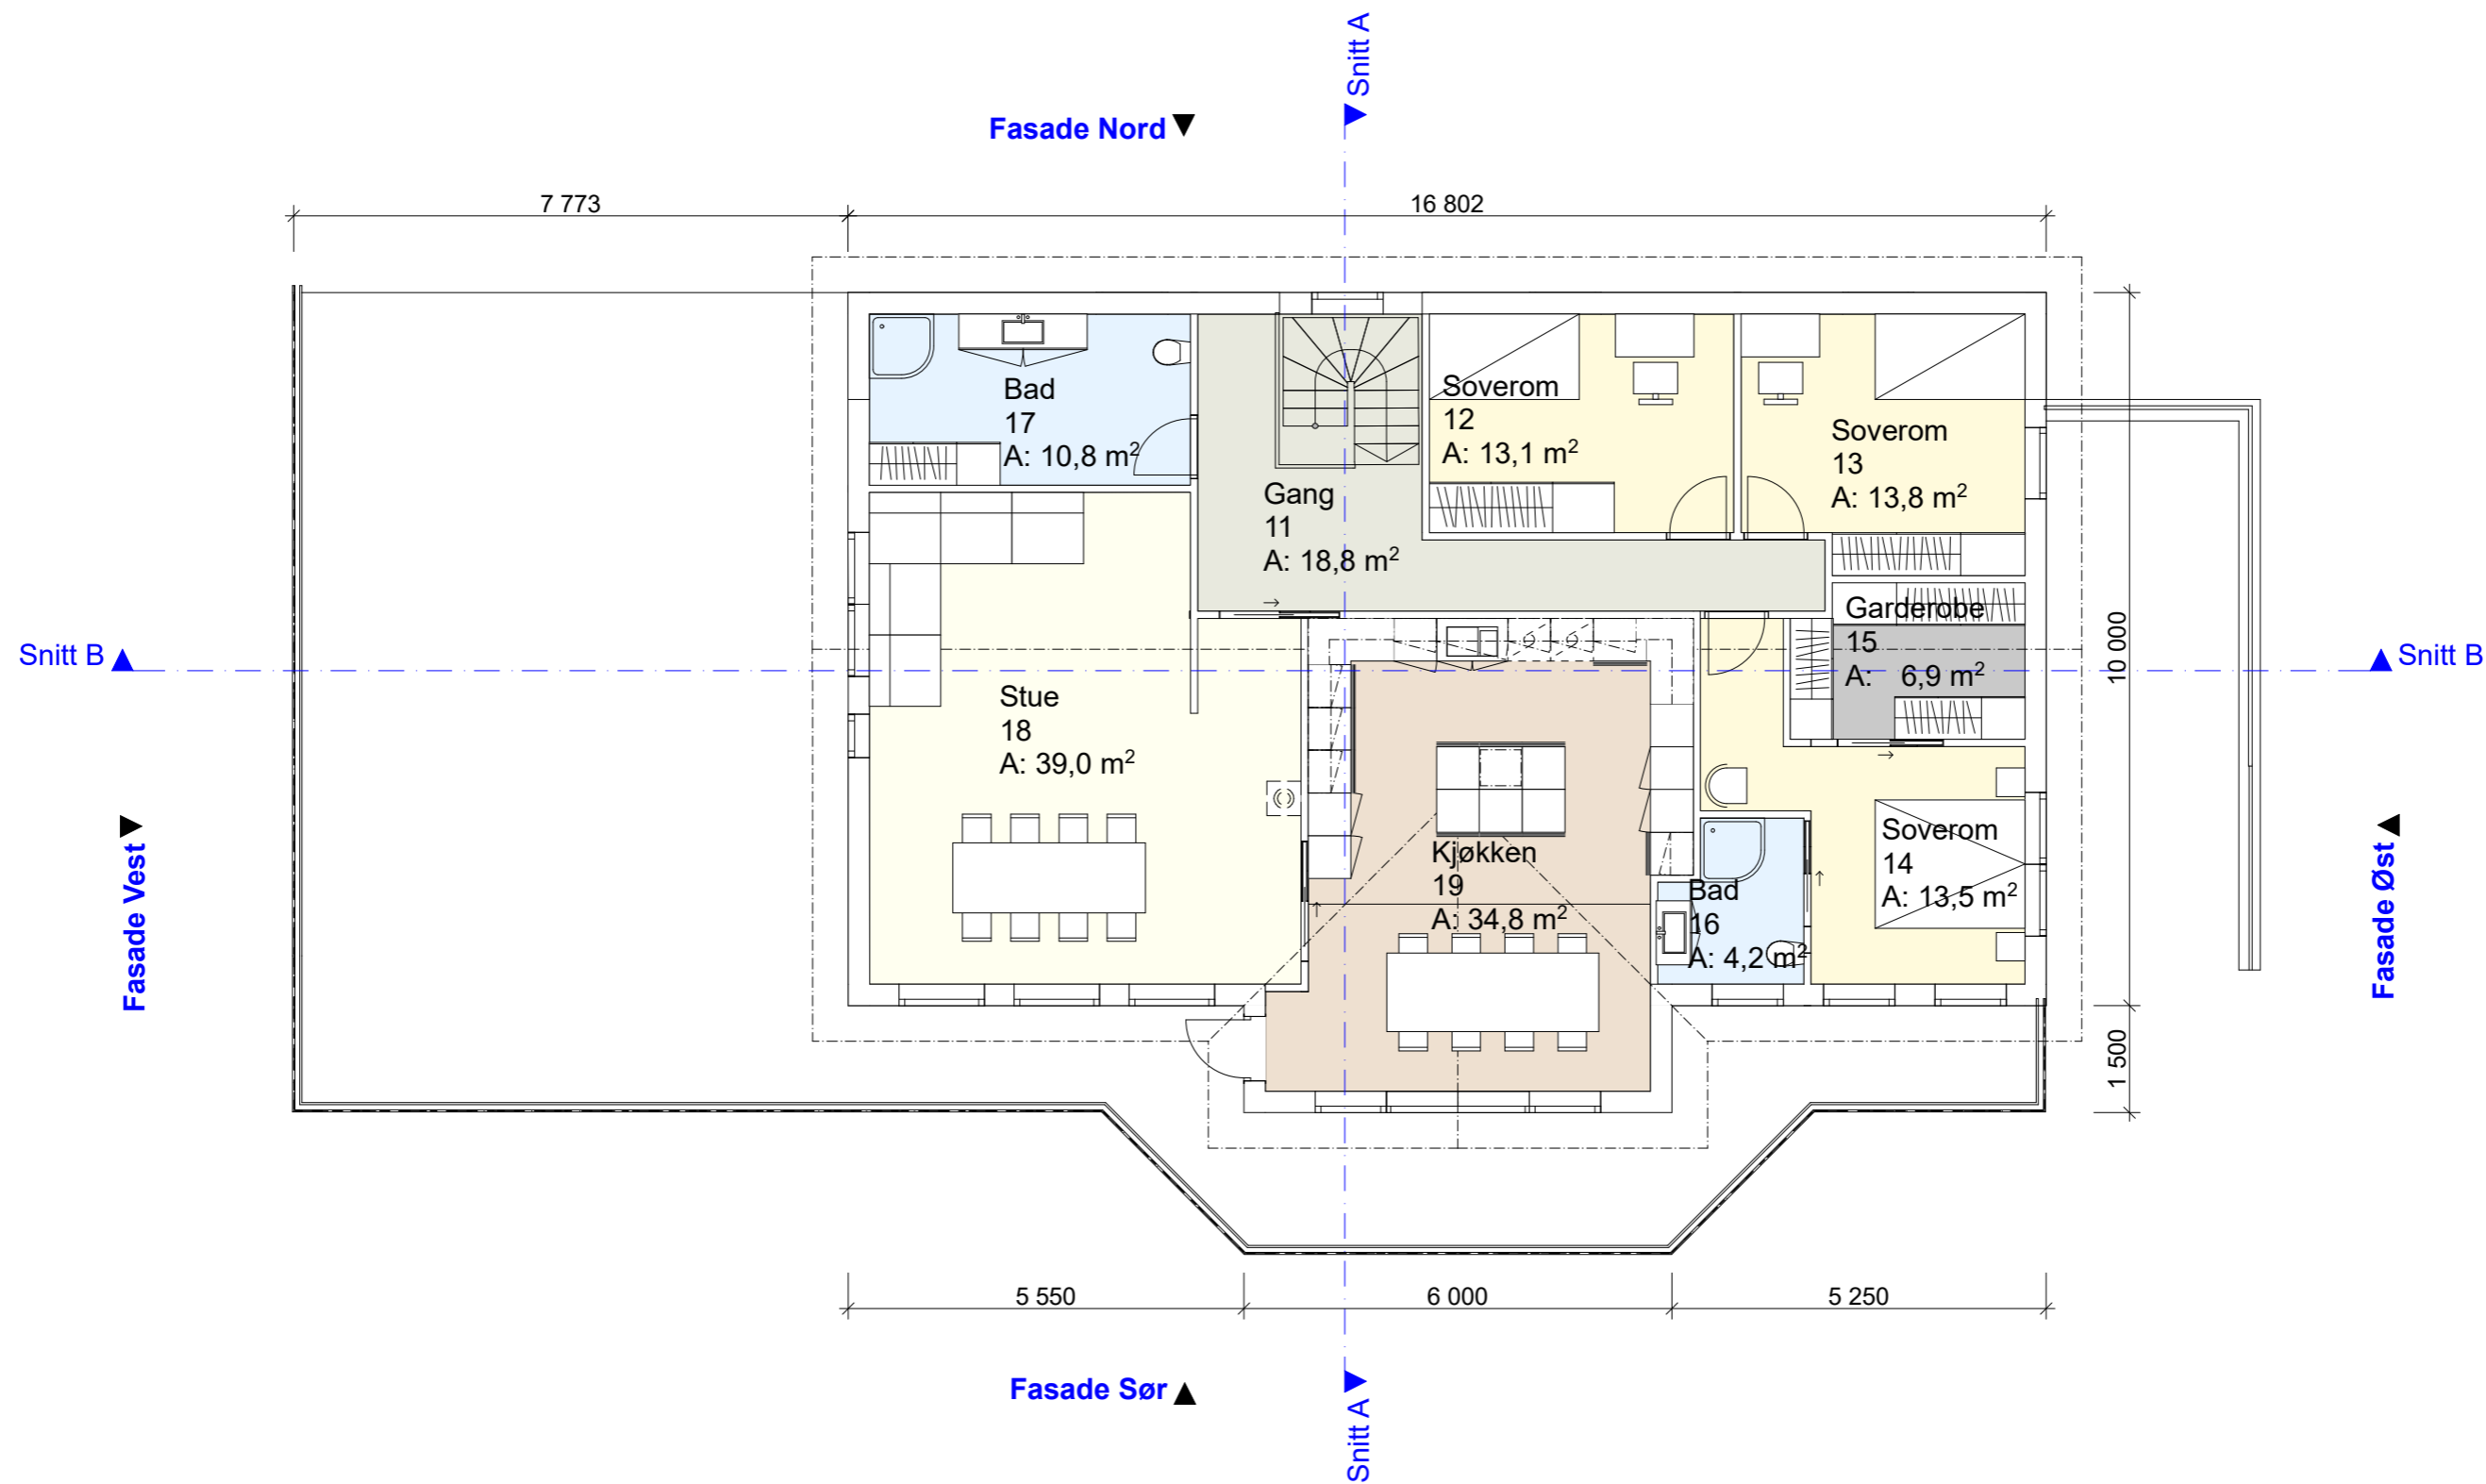 Snitt A
Fasade Nord
7 773
16 802
Bad
17
A: 10,8 m²
Soverom
12
A: 13,1 m²
Soverom
13
A: 13,8 m²
Gang
11
A: 18,8 m²
Garderobe
15
A: 6,9 m²
10 000
Snitt B
Snitt B
Stue
18
A: 39,0 m²
Kjøkken
19
A: 34,8 m²
Soverom
14
A: 13,5 m²
Bad
16
A: 4,2 m²
Fasade Vest
Fasade Øst
1 500
5 550
6 000
5 250
Fasade Sør
Snitt A